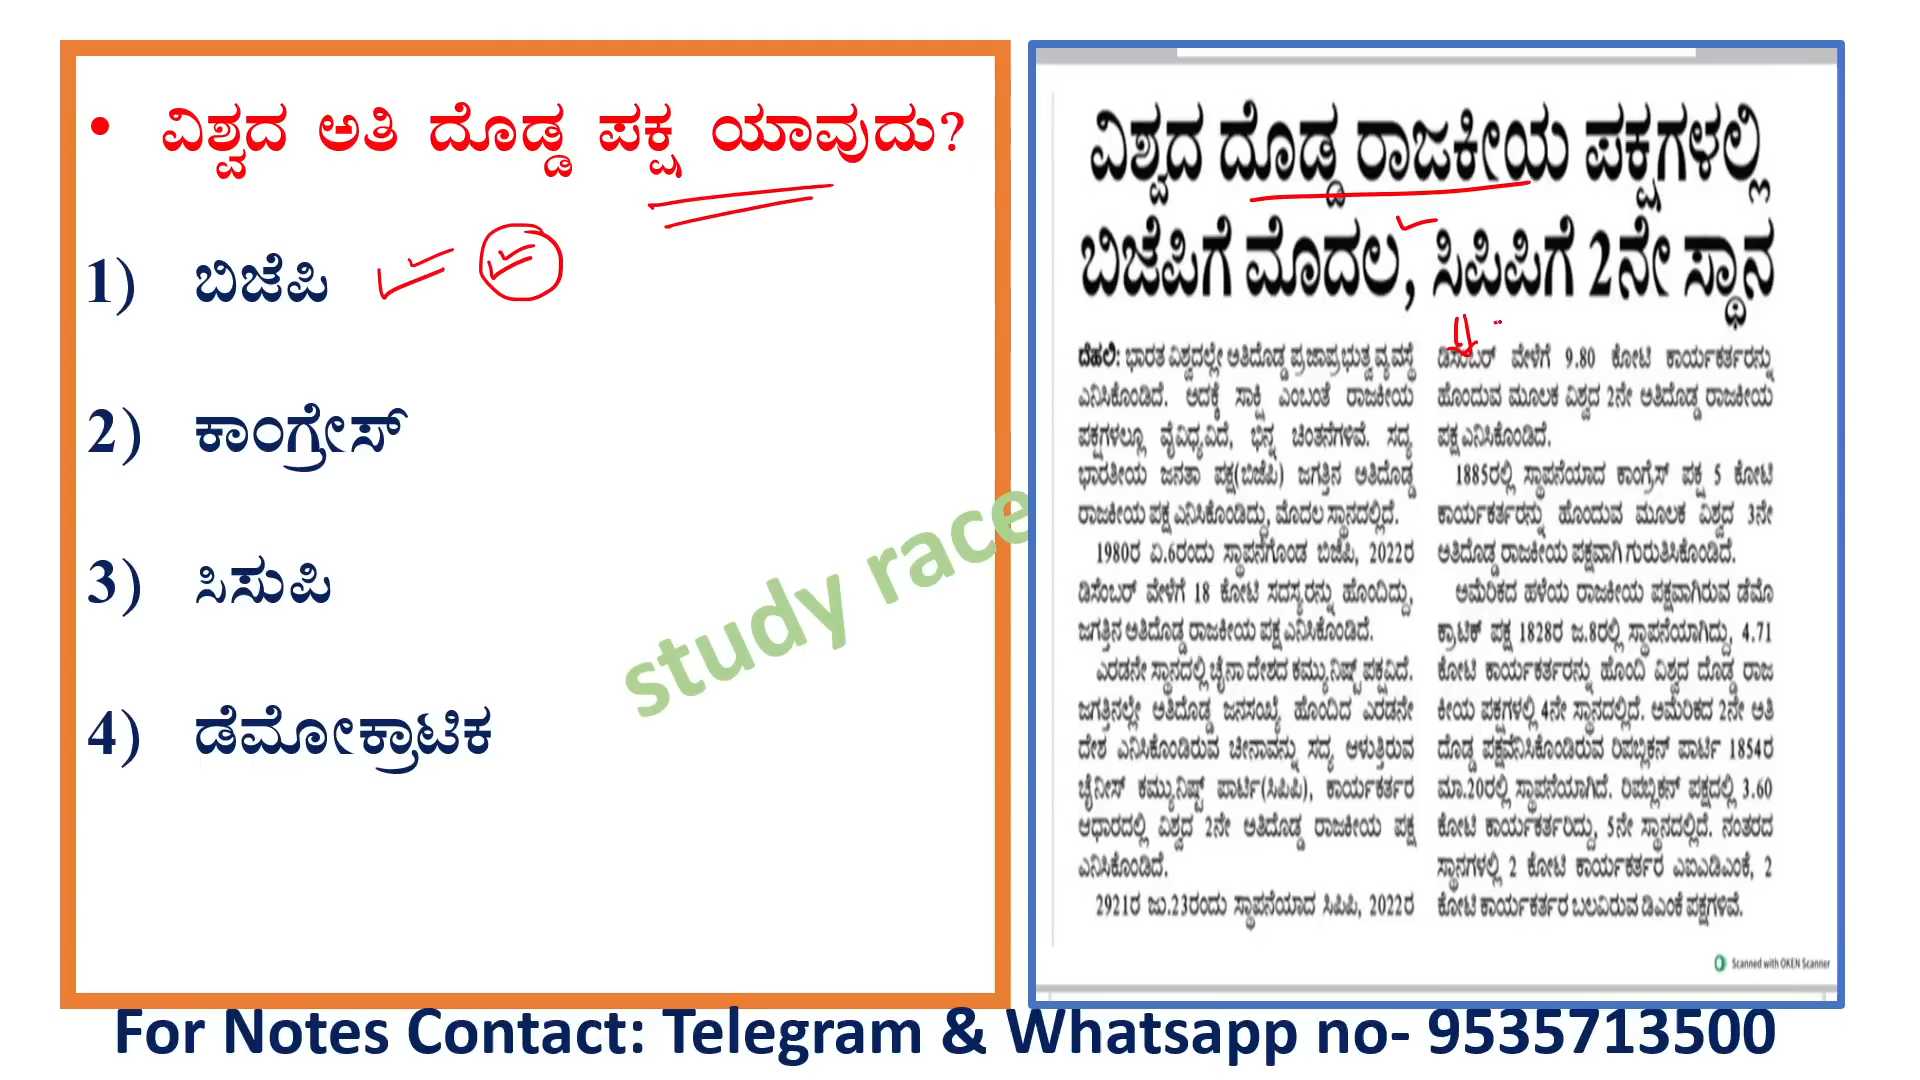 • ವಿಶ್ವದ ಅತಿ ದೊಡ್ಡ ಪಕ್ಷ ಯಾವುದು?
1) ಬಿಜೆಪಿ
2) ಕಾಂಗ್ರೇಸ್
3) ಸಿಸುಪಿ
4) ಡೆಮೋಕ್ರಾಟಿಕ
study race
ವಿಶ್ವದ ದೊಡ್ಡ ರಾಜಕೀಯ ಪಕ್ಷಗಳಲ್ಲಿ
ಬಿಜೆಪಿಗೆ ಮೊದಲ, ಸಿಪಿಪಿಗೆ 2ನೇ ಸ್ಥಾನ
ದೆಹಲಿ: ಭಾರತ ವಿಶ್ವದಲ್ಲೇ ಅತಿದೊಡ್ಡ ಪ್ರಜಾಪ್ರಭುತ್ವ ವ್ಯವಸ್ಥೆ
ಎನಿಸಿಕೊಂಡಿದೆ. ಅದಕ್ಕೆ ಸಾಕ್ಷಿ ಎಂಬಂತೆ ರಾಜಕೀಯ
ಪಕ್ಷಗಳಲ್ಲೂ ವೈವಿಧ್ಯವಿದೆ, ಭಿನ್ನ ಚಿಂತನೆಗಳಿವೆ. ಸದ್ಯ
ಭಾರತೀಯ ಜನತಾ ಪಕ್ಷ(ಬಿಜೆಪಿ) ಜಗತ್ತಿನ ಅತಿದೊಡ್ಡ
ರಾಜಕೀಯ ಪಕ್ಷ ಎನಿಸಿಕೊಂಡಿದ್ದು, ಮೊದಲ ಸ್ಥಾನದಲ್ಲಿದೆ.
1980ರ ಏ.6ರಂದು ಸ್ಥಾಪನೆಗೊಂಡ ಬಿಜೆಪಿ, 2022ರ
ಡಿಸೆಂಬರ್ ವೇಳೆಗೆ 18 ಕೋಟಿ ಸದಸ್ಯರನ್ನು ಹೊಂದಿದ್ದು,
ಜಗತ್ತಿನ ಅತಿದೊಡ್ಡ ರಾಜಕೀಯ ಪಕ್ಷ ಎನಿಸಿಕೊಂಡಿದೆ.
ಎರಡನೇ ಸ್ಥಾನದಲ್ಲಿ ಚೈನಾ ದೇಶದ ಕಮ್ಯುನಿಷ್ಟ್ ಪಕ್ಷವಿದೆ.
ಜಗತ್ತಿನಲ್ಲೇ ಅತಿದೊಡ್ಡ ಜನಸಂಖ್ಯೆ ಹೊಂದಿದ ಎರಡನೇ
ದೇಶ ಎನಿಸಿಕೊಂಡಿರುವ ಚೀನಾವನ್ನು ಸದ್ಯ ಆಳುತ್ತಿರುವ
ಚೈನೀಸ್ ಕಮ್ಯುನಿಷ್ಟ್ ಪಾರ್ಟಿ(ಸಿಪಿಪಿ), ಕಾರ್ಯಕರ್ತರ
ಆಧಾರದಲ್ಲಿ ವಿಶ್ವದ 2ನೇ ಅತಿದೊಡ್ಡ ರಾಜಕೀಯ ಪಕ್ಷ
ಎನಿಸಿಕೊಂಡಿದೆ.
2921ರ ಜು.23ರಂದು ಸ್ಥಾಪನೆಯಾದ ಸಿಪಿಪಿ, 2022ರ
ಡಿಸೆಂಬರ್ ವೇಳೆಗೆ 9.80 ಕೋಟಿ ಕಾರ್ಯಕರ್ತರನ್ನು
ಹೊಂದುವ ಮೂಲಕ ವಿಶ್ವದ 2ನೇ ಅತಿದೊಡ್ಡ ರಾಜಕೀಯ
ಪಕ್ಷ ಎನಿಸಿಕೊಂಡಿದೆ.
1885ರಲ್ಲಿ ಸ್ಥಾಪನೆಯಾದ ಕಾಂಗ್ರೆಸ್ ಪಕ್ಷ 5 ಕೋಟಿ
ಕಾರ್ಯಕರ್ತರನ್ನು ಹೊಂದುವ ಮೂಲಕ ವಿಶ್ವದ 3ನೇ
ಅತಿದೊಡ್ಡ ರಾಜಕೀಯ ಪಕ್ಷವಾಗಿ ಗುರುತಿಸಿಕೊಂಡಿದೆ.
ಅಮೆರಿಕದ ಹಳೆಯ ರಾಜಕೀಯ ಪಕ್ಷವಾಗಿರುವ ಡೆಮೊ
ಕ್ರಾಟಿಕ್ ಪಕ್ಷ 1828ರ ಜ.8ರಲ್ಲಿ ಸ್ಥಾಪನೆಯಾಗಿದ್ದು, 4.71
ಕೋಟಿ ಕಾರ್ಯಕರ್ತರನ್ನು ಹೊಂದಿ ವಿಶ್ವದ ದೊಡ್ಡ ರಾಜ
ಕೀಯ ಪಕ್ಷಗಳಲ್ಲಿ 4ನೇ ಸ್ಥಾನದಲ್ಲಿದೆ. ಅಮೆರಿಕದ 2ನೇ ಅತಿ
ದೊಡ್ಡ ಪಕ್ಷವೆನಿಸಿಕೊಂಡಿರುವ ರಿಪಬ್ಲಿಕನ್ ಪಾರ್ಟಿ 1854ರ
ಮಾ.20ರಲ್ಲಿ ಸ್ಥಾಪನೆಯಾಗಿದೆ. ರಿಪಬ್ಲಿಕನ್ ಪಕ್ಷದಲ್ಲಿ 3.60
ಕೋಟಿ ಕಾರ್ಯಕರ್ತರಿದ್ದು, 5ನೇ ಸ್ಥಾನದಲ್ಲಿದೆ. ನಂತರದ
ಸ್ಥಾನಗಳಲ್ಲಿ 2 ಕೋಟಿ ಕಾರ್ಯಕರ್ತರ ಎಐಎಡಿಎಂಕೆ, 2
ಕೋಟಿ ಕಾರ್ಯಕರ್ತರ ಬಲವಿರುವ ಡಿಎಂಕೆ ಪಕ್ಷಗಳಿವೆ.
Scanned with OKEN Scanner
For Notes Contact: Telegram & Whatsapp no- 9535713500